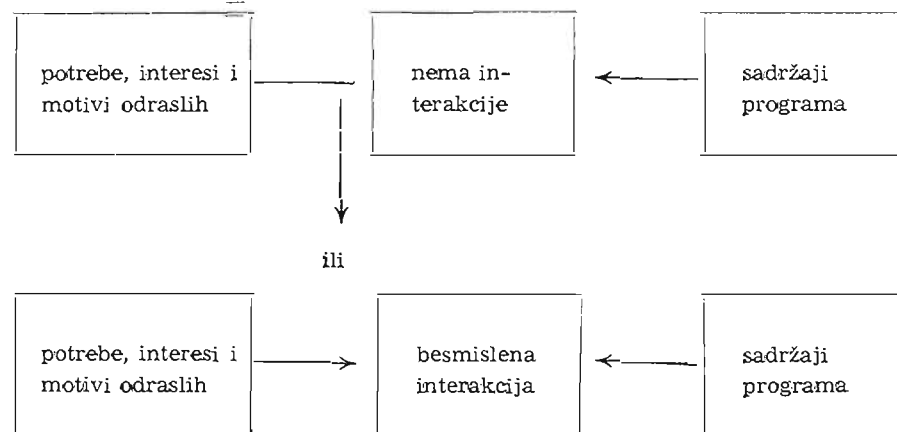 potrebe, interesi i
motivi odraslih
nema in-
terakcije
sadržaji
programa
ili
potrebe, interesi i
motivi odraslih
besmislena
interakcija
sadržaji
programa